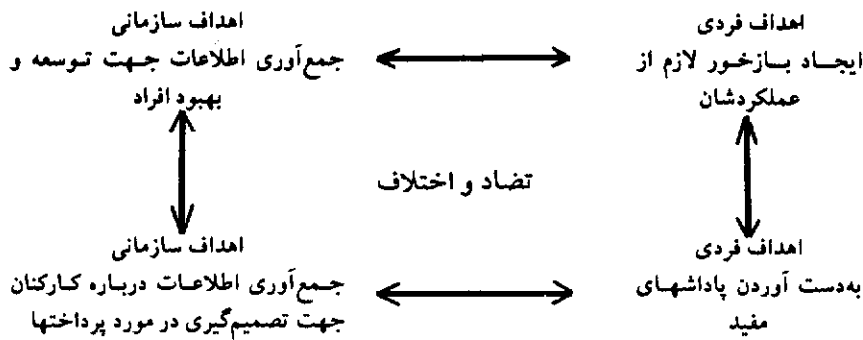 اهداف فردی
ایجاد بازخور لازم از
عملکردشان
اهداف سازمانی
جمع‌آوری اطلاعات جهت توسعه و
بهبود افراد
تضاد و اختلاف
اهداف فردی
به‌دست آوردن پاداشهای
مفید
اهداف سازمانی
جمع‌آوری اطلاعات درباره کارکنان
جهت تصمیم‌گیری در مورد پرداختها